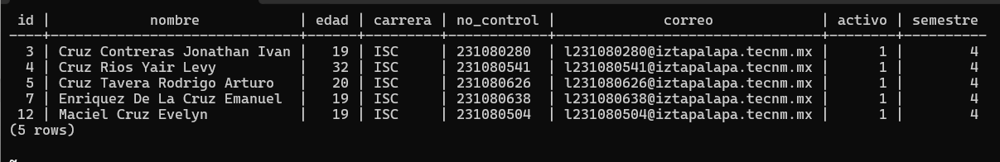 id |            nombre            | edad | carrera | no_control |             correo             | activo | semestre
----+------------------------------+------+---------+------------+--------------------------------+--------+----------
  3 | Cruz Contreras Jonathan Ivan |   19 | ISC     | 231080280  | l231080280@iztapalapa.tecnm.mx |      1 |        4
  4 | Cruz Rios Yair Levy          |   32 | ISC     | 231080541  | l231080541@iztapalapa.tecnm.mx |      1 |        4
  5 | Cruz Tavera Rodrigo Arturo   |   20 | ISC     | 231080626  | l231080626@iztapalapa.tecnm.mx |      1 |        4
  7 | Enriquez De La Cruz Emanuel  |   19 | ISC     | 231080638  | l231080638@iztapalapa.tecnm.mx |      1 |        4
 12 | Maciel Cruz Evelyn           |   19 | ISC     | 231080504  | l231080504@iztapalapa.tecnm.mx |      1 |        4
(5 rows)
~